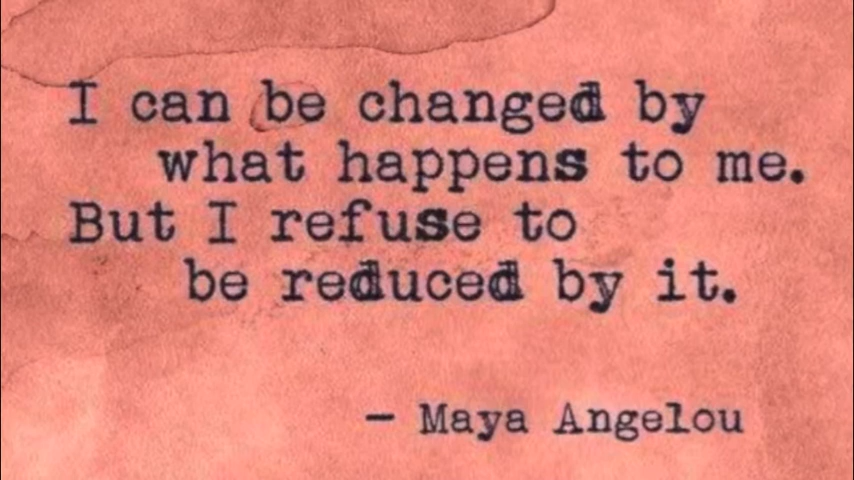 I can be changed by
what happens to me.
But I refuse to
be reduced by it.
— Maya Angelou